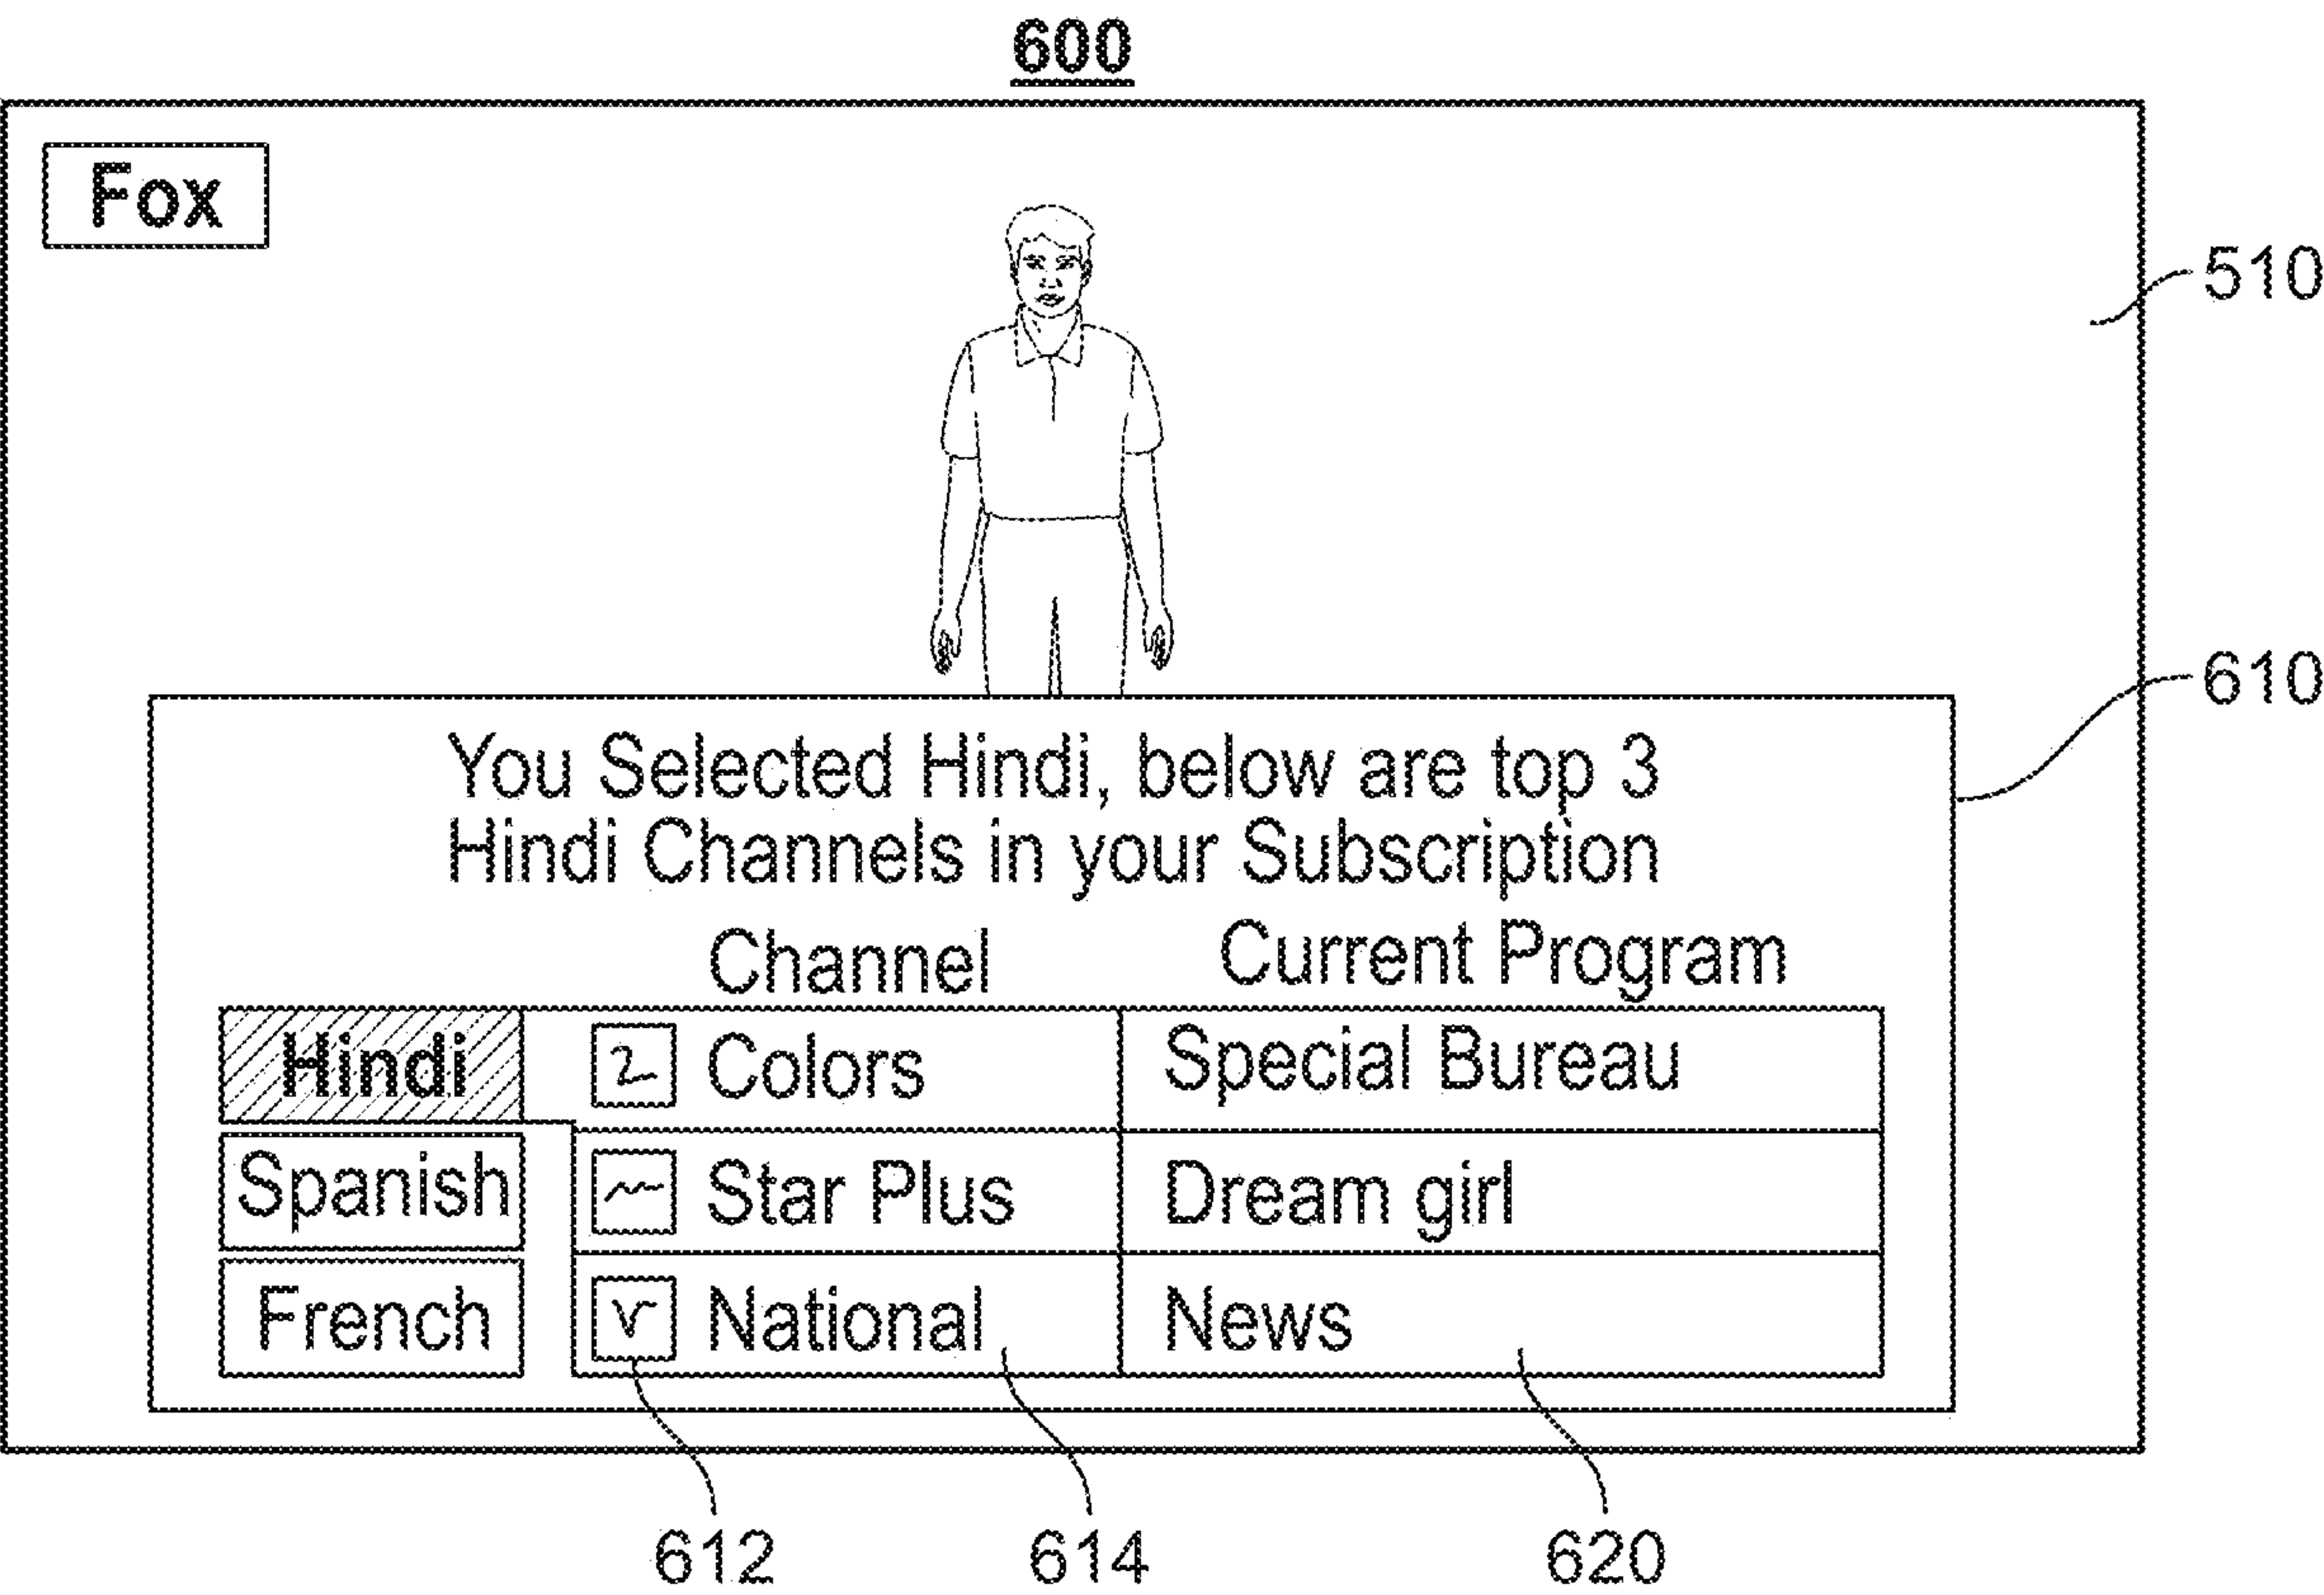 600
Fox
510
610
You Selected Hindi, below are top 3
Hindi Channels in your Subscription
Channel Current Program
Hindi Colors Special Bureau
Spanish Star Plus Dream girl
French National News
612 614 620